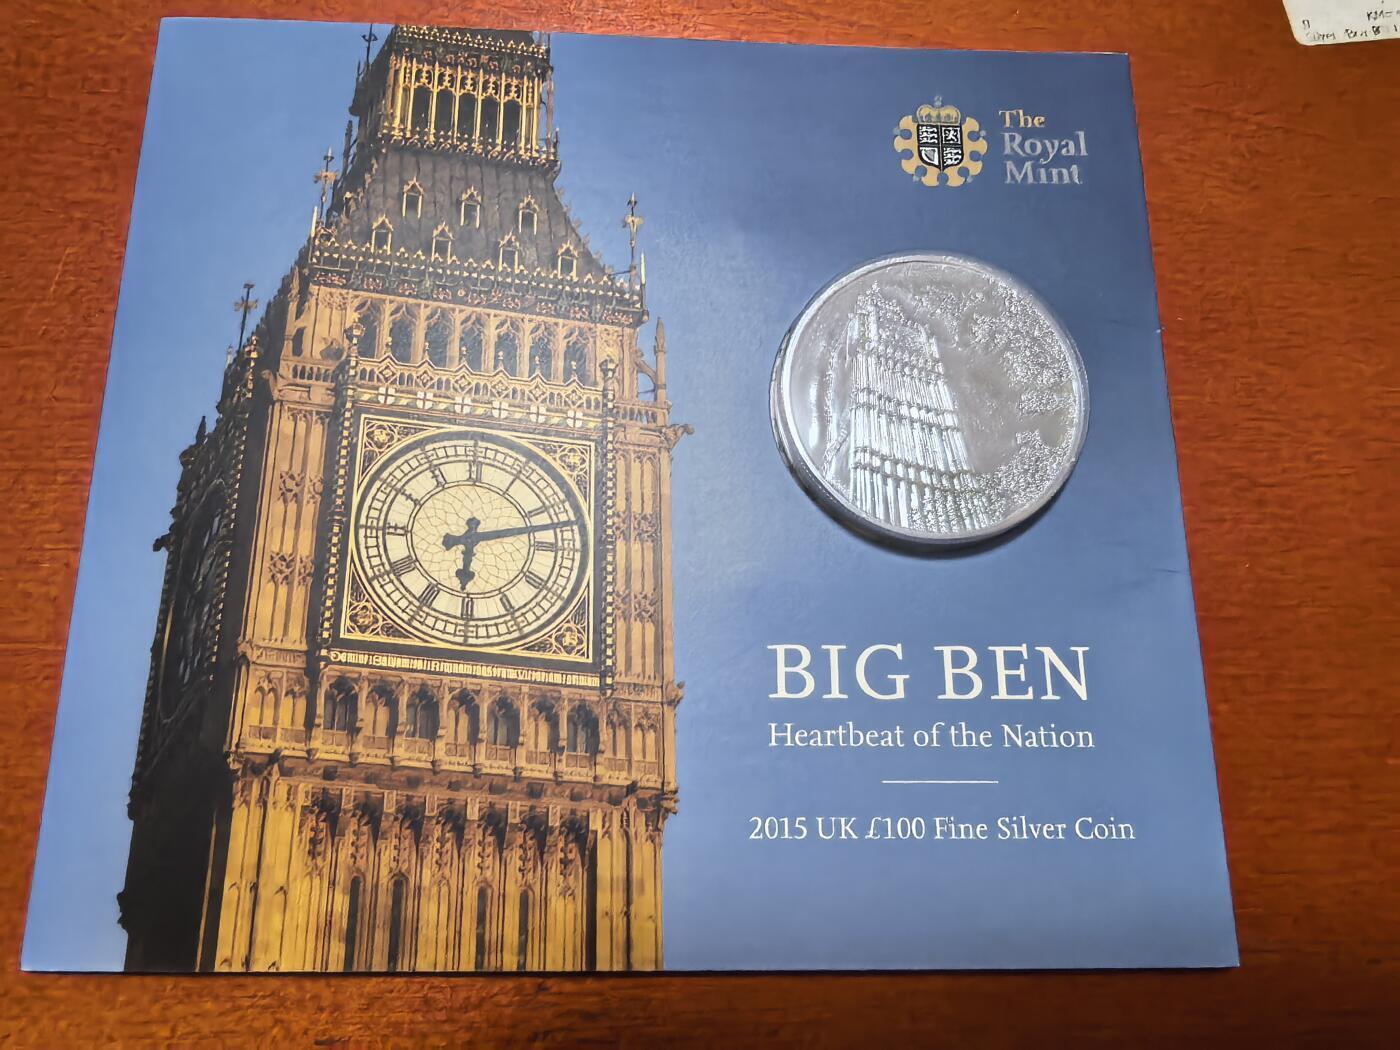 The
Royal
Mint
BIG BEN
Heartbeat of the Nation
2015 UK £100 Fine Silver Coin